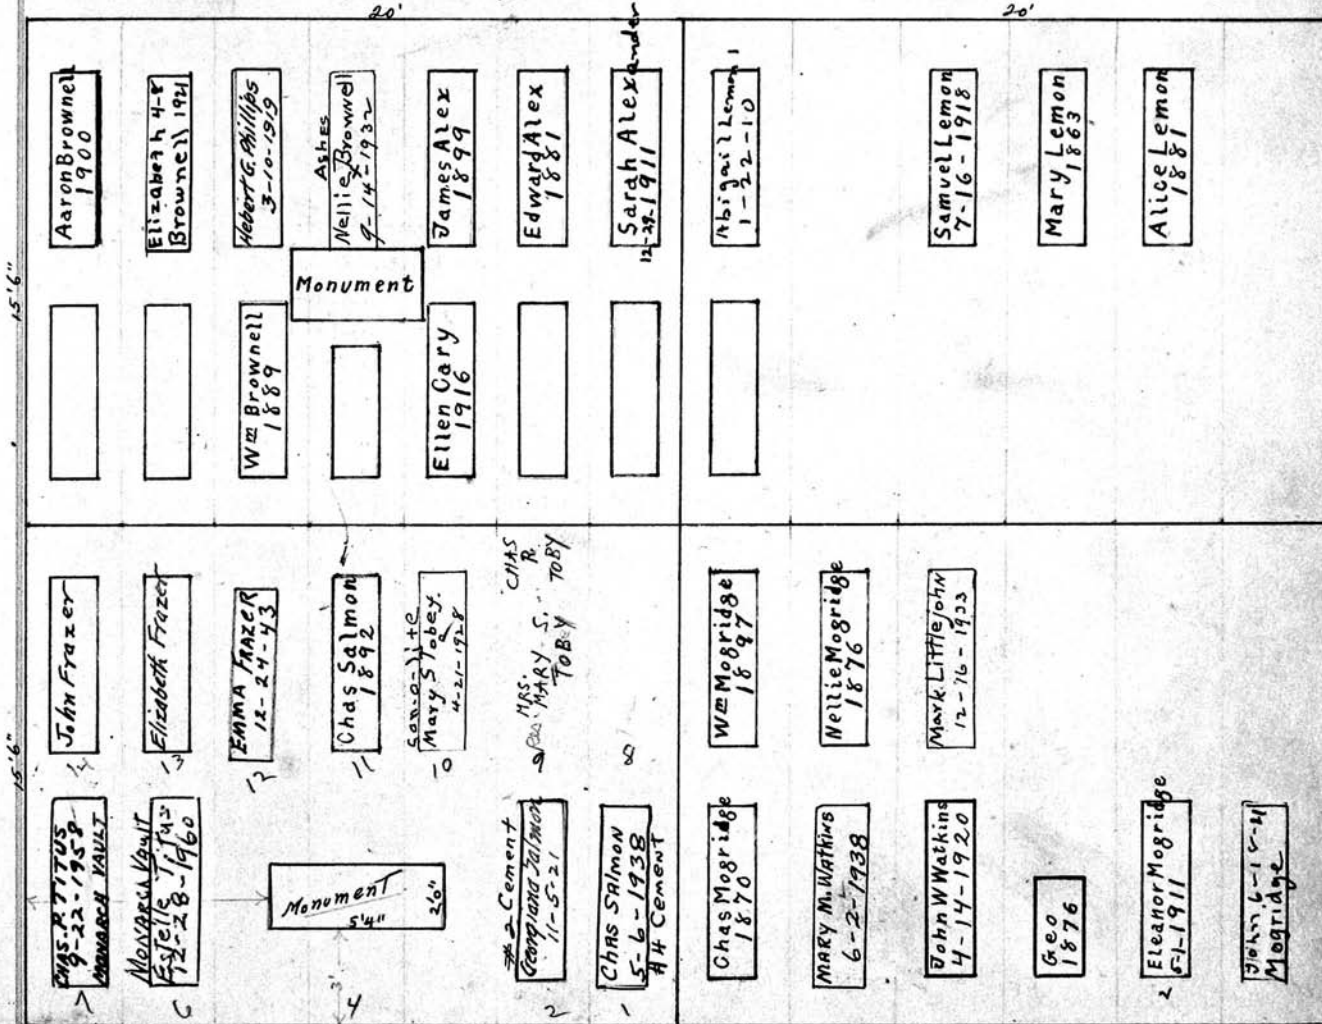 20'
20'
15'6"
15'6"
Aaron Brownell
1900
Elizabeth 4-8
Brownell 1921
Hebert G. Phillips
3-10-1919
Ashes
Nellie Brownell
9-14-1932
James Alex
1899
Edward Alex
1881
Sarah Alexander
12-29-1911
Abigail Lemon
1-22-10
Samuel Lemon
7-16-1918
Mary Lemon
1863
Alice Lemon
1881
Monument
Wm Brownell
1889
Ellen Cary
1916
John Frazer
14
Elizabeth Frazer
13
EMMA FRAZER
12-24-43
12
Chas Salmon
1892
11
Mary S Tobey
4-21-1928
10
CHAS
R.
TOBY
MRS.
MARY S.
TOBY
9
8
Wm Mogridge
1897
Nellie Mogridge
1876
Mark Littlejohn
CHAS. P. TITUS
9-22-1958
MONARCH VAULT
7
MONARCH VAULT
Estelle Titus
12-28-1960
6
Monument
5'4"
2'0"
4
#2 Cement
11-5-21
2
CHAS SAlmON
5-6-1938
#4 Cement
1
Chas Mogridge
1870
MARY M. WATKINS
6-2-1938
John W Watkins
4-14-1920
Geo
1876
Eleanor Mogridge
5-1-1911
2
John
Mogridge